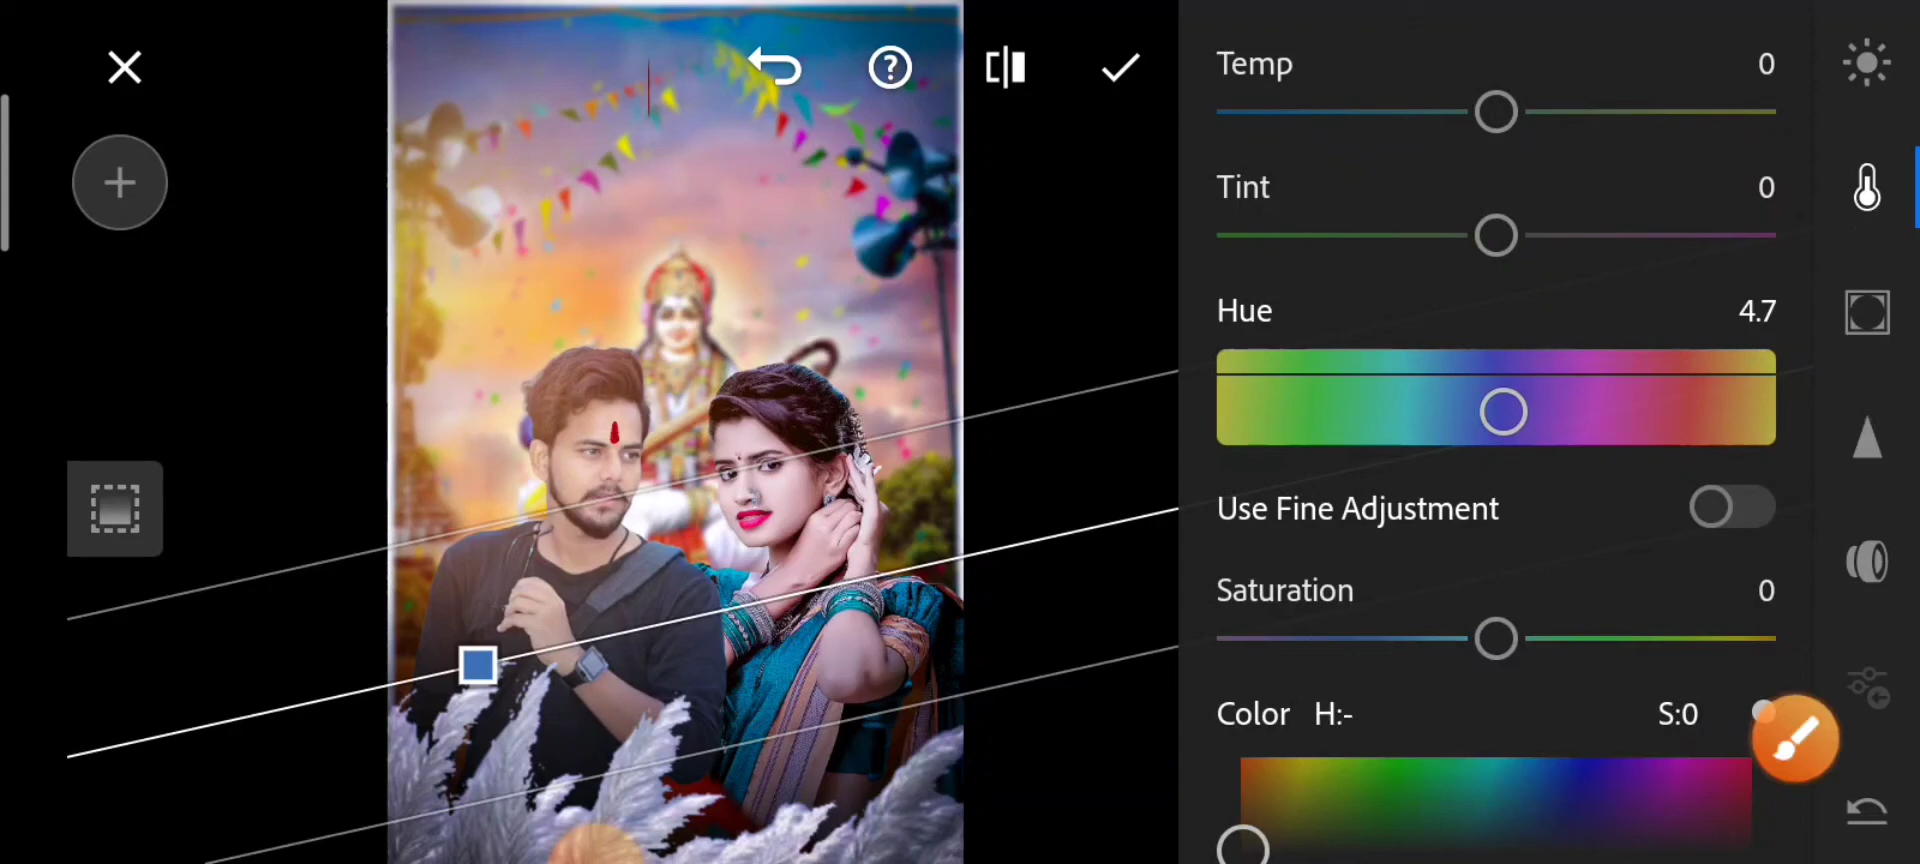 Temp 0
Tint 0
Hue 4.7
Use Fine Adjustment
Saturation 0
Color H:- S:0